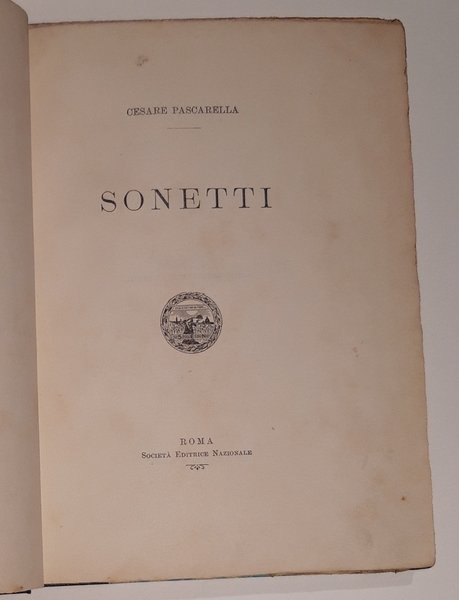 CESARE PASCARELLA
SONETTI
ROMA
SOCIETÀ EDITRICE NAZIONALE